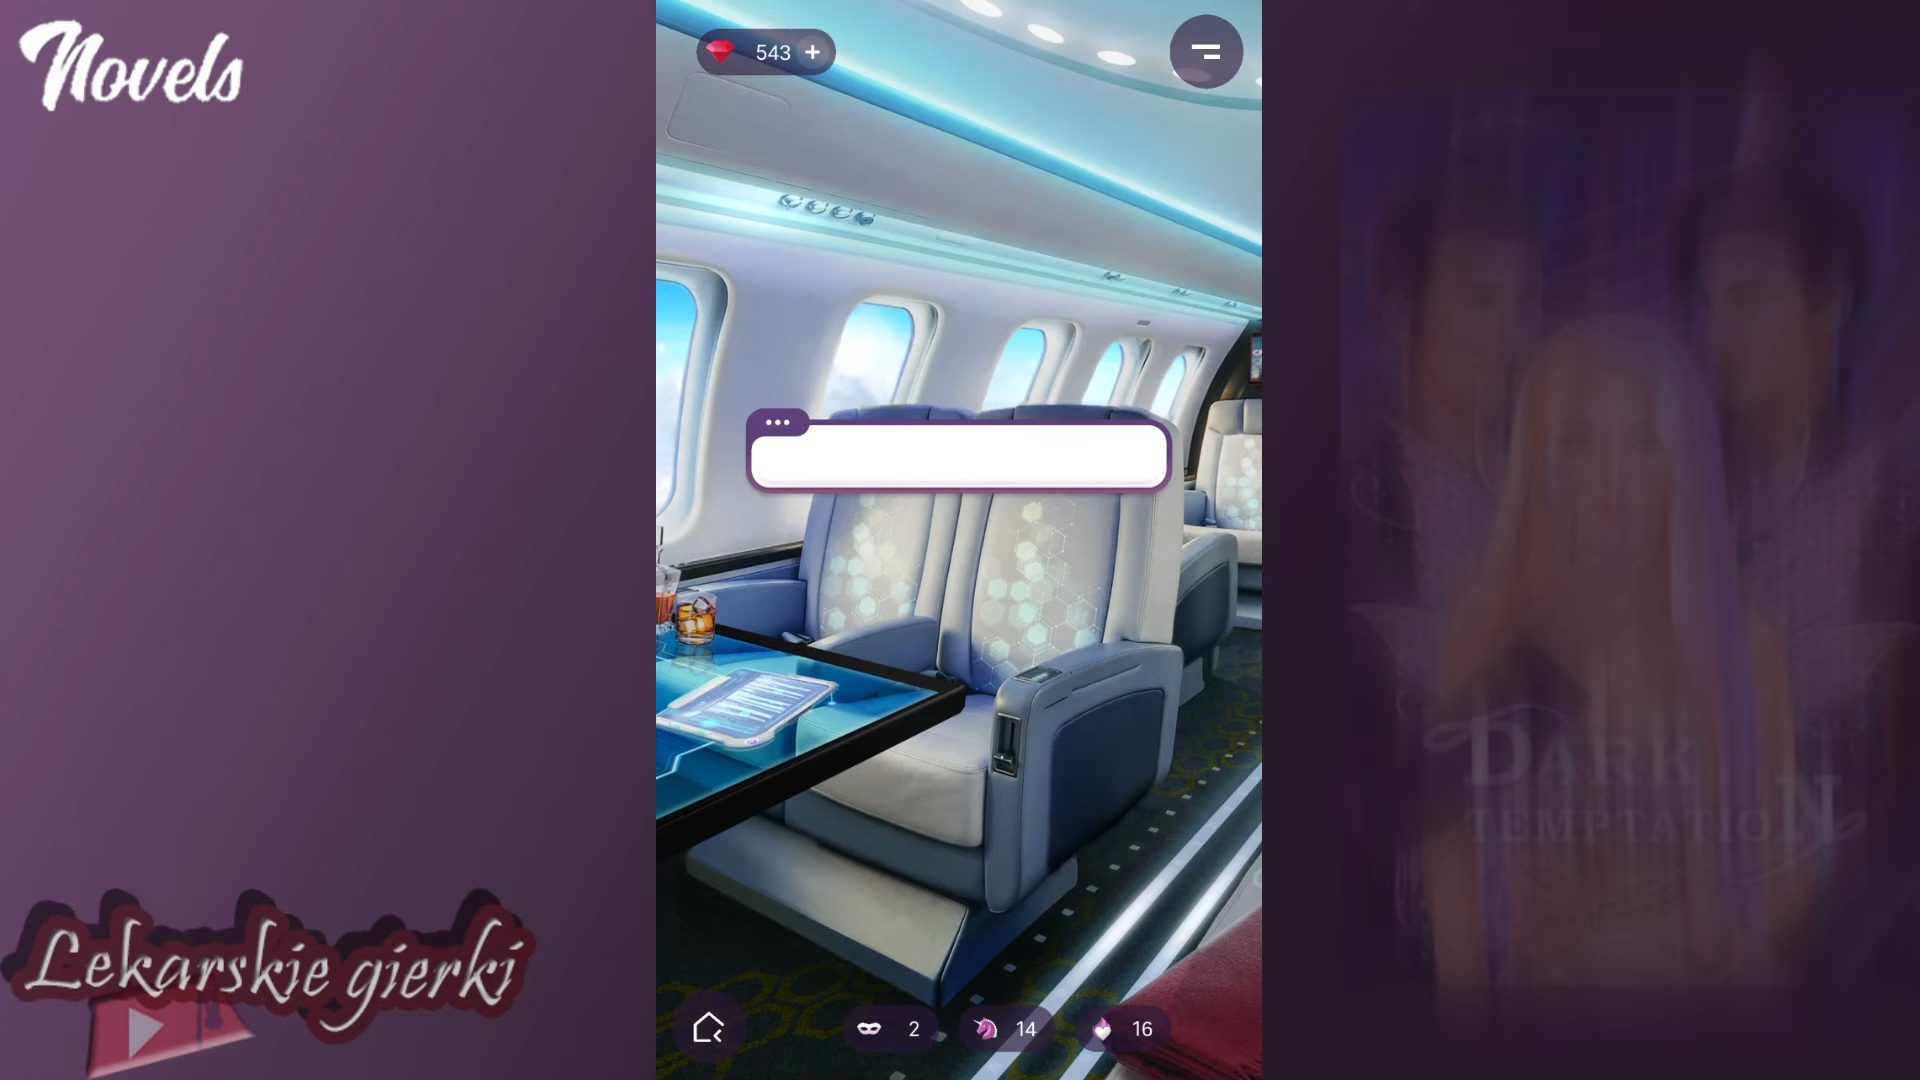 Novels
543 +
Lekarskie gierki
DARK
TEMPTATION
2
14
16